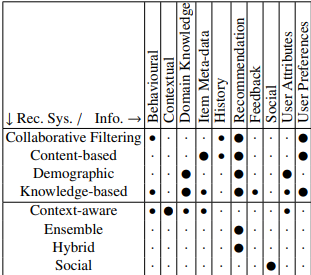 Behavioural
Contextual
Domain Knowledge
Item Meta-data
History
Recommendation
Feedback
Social
User Attributes
User Preferences
↓ Rec. Sys. / Info. →
Collaborative Filtering • · · · • ● · · · ●
Content-based · · · ● • ● · · · ●
Demographic · · ● · · ● · · ● ·
Knowledge-based • · ● • · ● • · • ●
Context-aware • ● • • · · · · • ·
Ensemble · · · · · ● · · · ·
Hybrid · · · · · ● · · · ·
Social · · · · · · · ● · ·